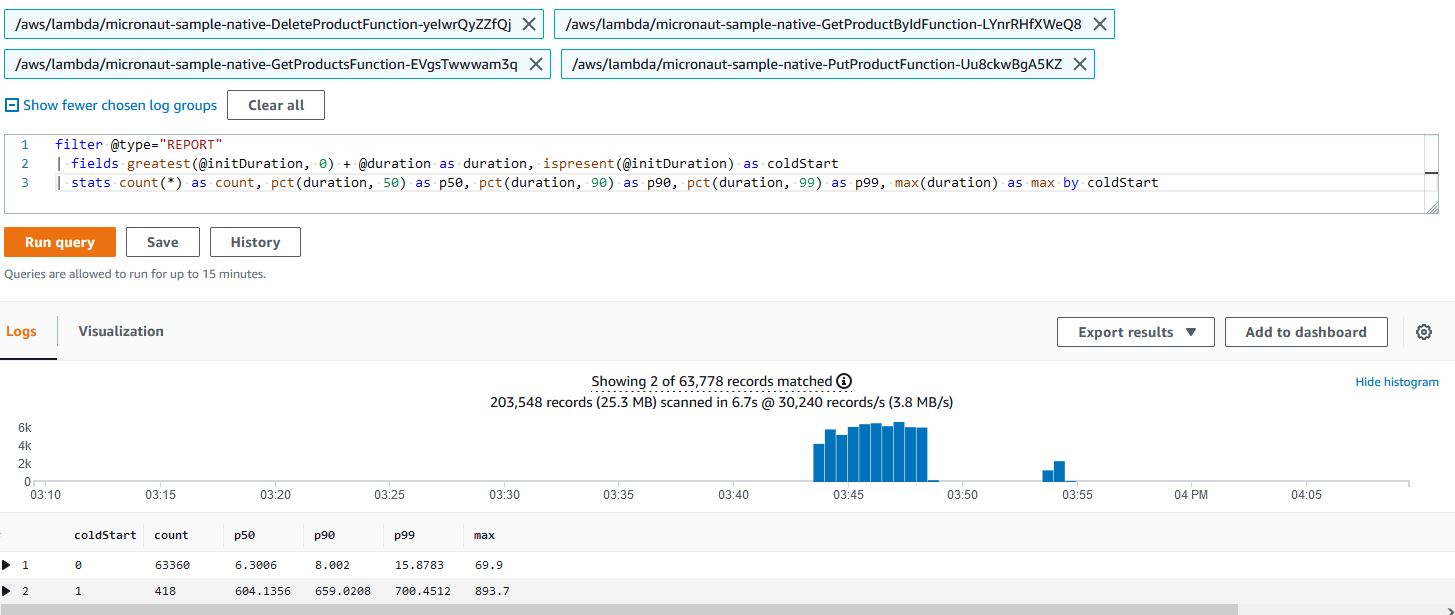 /aws/lambda/micronaut-sample-native-DeleteProductFunction-yeIwrQyZZfQj /aws/lambda/micronaut-sample-native-GetProductByIdFunction-LYnrRHfXWeQ8
/aws/lambda/micronaut-sample-native-GetProductsFunction-EVgsTwwwam3q /aws/lambda/micronaut-sample-native-PutProductFunction-Uu8ckwBgA5KZ
Show fewer chosen log groups Clear all
1 filter @type="REPORT"
2 | fields greatest(@initDuration, 0) + @duration as duration, ispresent(@initDuration) as coldStart
3 | stats count(*) as count, pct(duration, 50) as p50, pct(duration, 90) as p90, pct(duration, 99) as p99, max(duration) as max by coldStart
Run query Save History
Queries are allowed to run for up to 15 minutes.
Logs Visualization Export results Add to dashboard
Showing 2 of 63,778 records matched
Hide histogram
203,548 records (25.3 MB) scanned in 6.7s @ 30,240 records/s (3.8 MB/s)
6k
4k
2k
0
03:10 03:15 03:20 03:25 03:30 03:35 03:40 03:45 03:50 03:55 04 PM 04:05
coldStart count p50 p90 p99 max
1 0 63360 6.3006 8.002 15.8783 69.9
2 1 418 604.1356 659.0208 700.4512 893.7